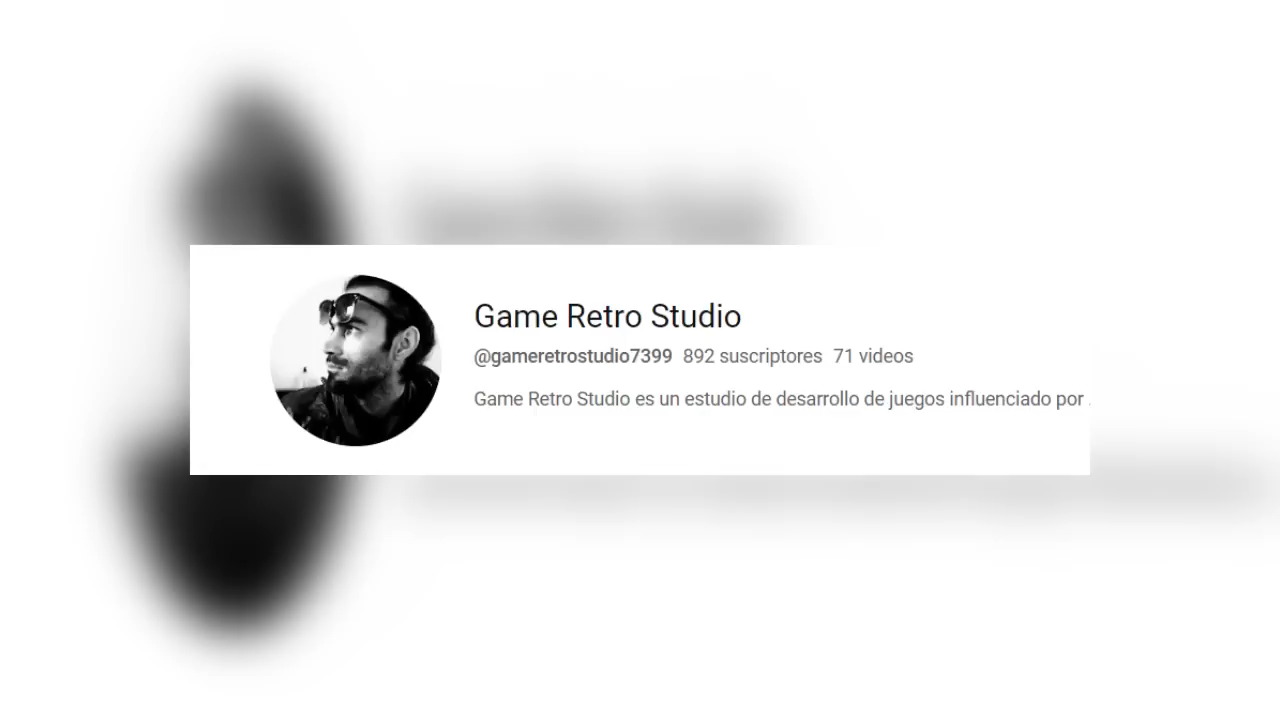 Game Retro Studio
@gameretrostudio7399 892 suscriptores 71 videos
Game Retro Studio es un estudio de desarrollo de juegos influenciado por .